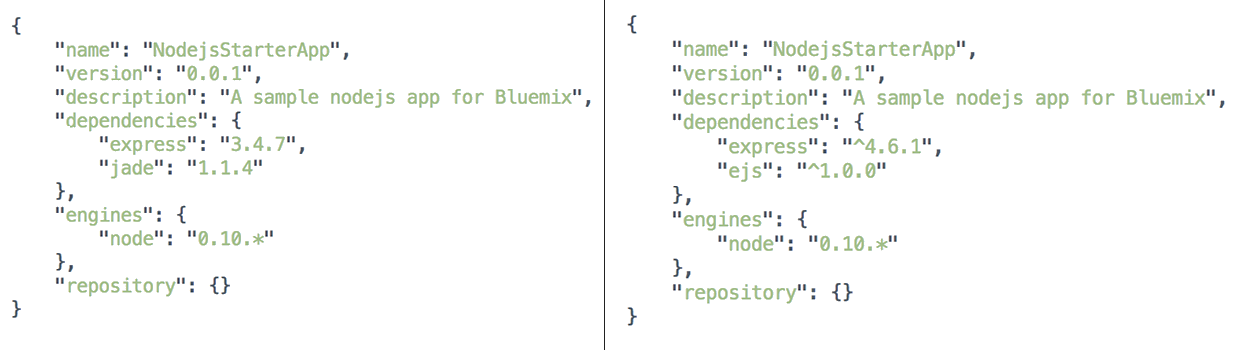 {
    "name": "NodejsStarterApp",
    "version": "0.0.1",
    "description": "A sample nodejs app for Bluemix",
    "dependencies": {
        "express": "3.4.7",
        "jade": "1.1.4"
    },
    "engines": {
        "node": "0.10.*"
    },
    "repository": {}
}
{
    "name": "NodejsStarterApp",
    "version": "0.0.1",
    "description": "A sample nodejs app for Bluemix",
    "dependencies": {
        "express": "^4.6.1",
        "ejs": "^1.0.0"
    },
    "engines": {
        "node": "0.10.*"
    },
    "repository": {}
}